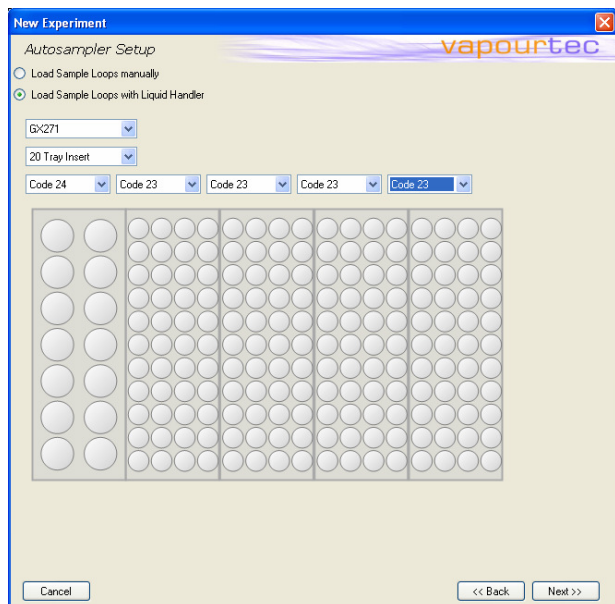 New Experiment
Autosampler Setup
vapourtec
Load Sample Loops manually
Load Sample Loops with Liquid Handler
GX271
20 Tray Insert
Code 24 Code 23 Code 23 Code 23 Code 23
Cancel << Back Next >>